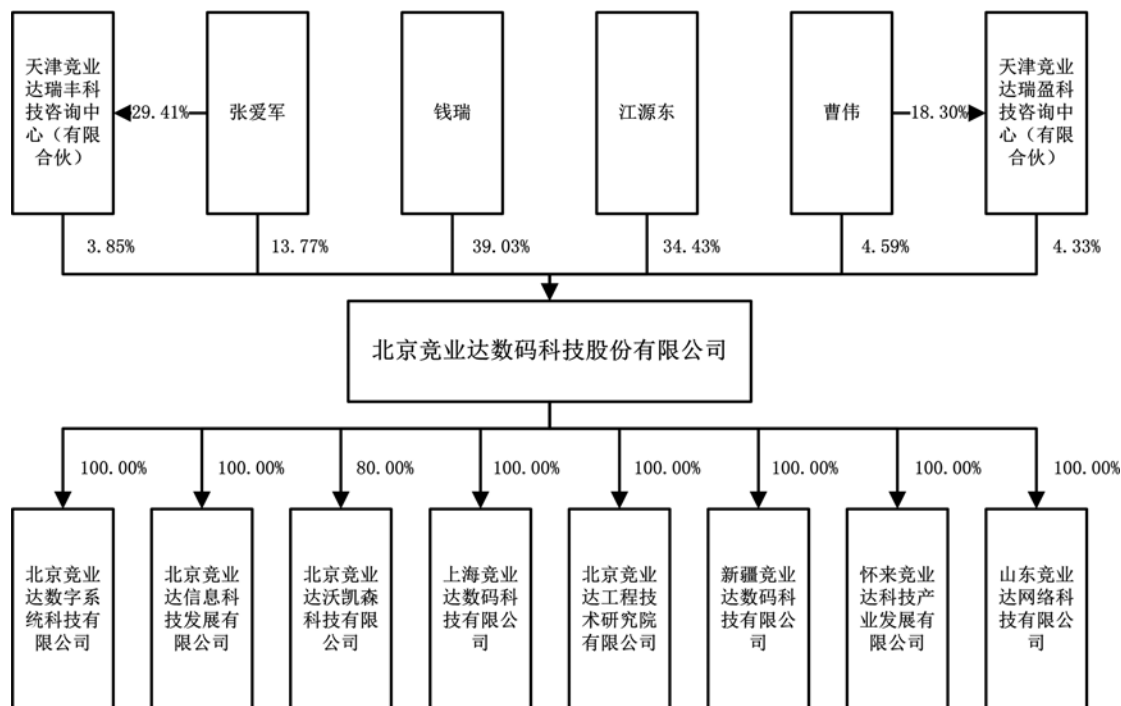 天津竞业
达瑞丰科
技咨询中
心（有限
合伙）
29.41%
张爱军
钱瑞
江源东
曹伟
18.30%
天津竞业
达瑞盈科
技咨询中
心（有限
合伙）
3.85%
13.77%
39.03%
34.43%
4.59%
4.33%
北京竞业达数码科技股份有限公司
100.00%
100.00%
80.00%
100.00%
100.00%
100.00%
100.00%
100.00%
北京竞业
达数字系
统科技有
限公司
北京竞业
达信息科
技发展有
限公司
北京竞业
达沃凯森
科技有限
公司
上海竞业
达数码科
技有限公
司
北京竞业
达工程技
术研究院
有限公司
新疆竞业
达数码科
技有限公
司
怀来竞业
达科技产
业发展有
限公司
山东竞业
达网络科
技有限公
司